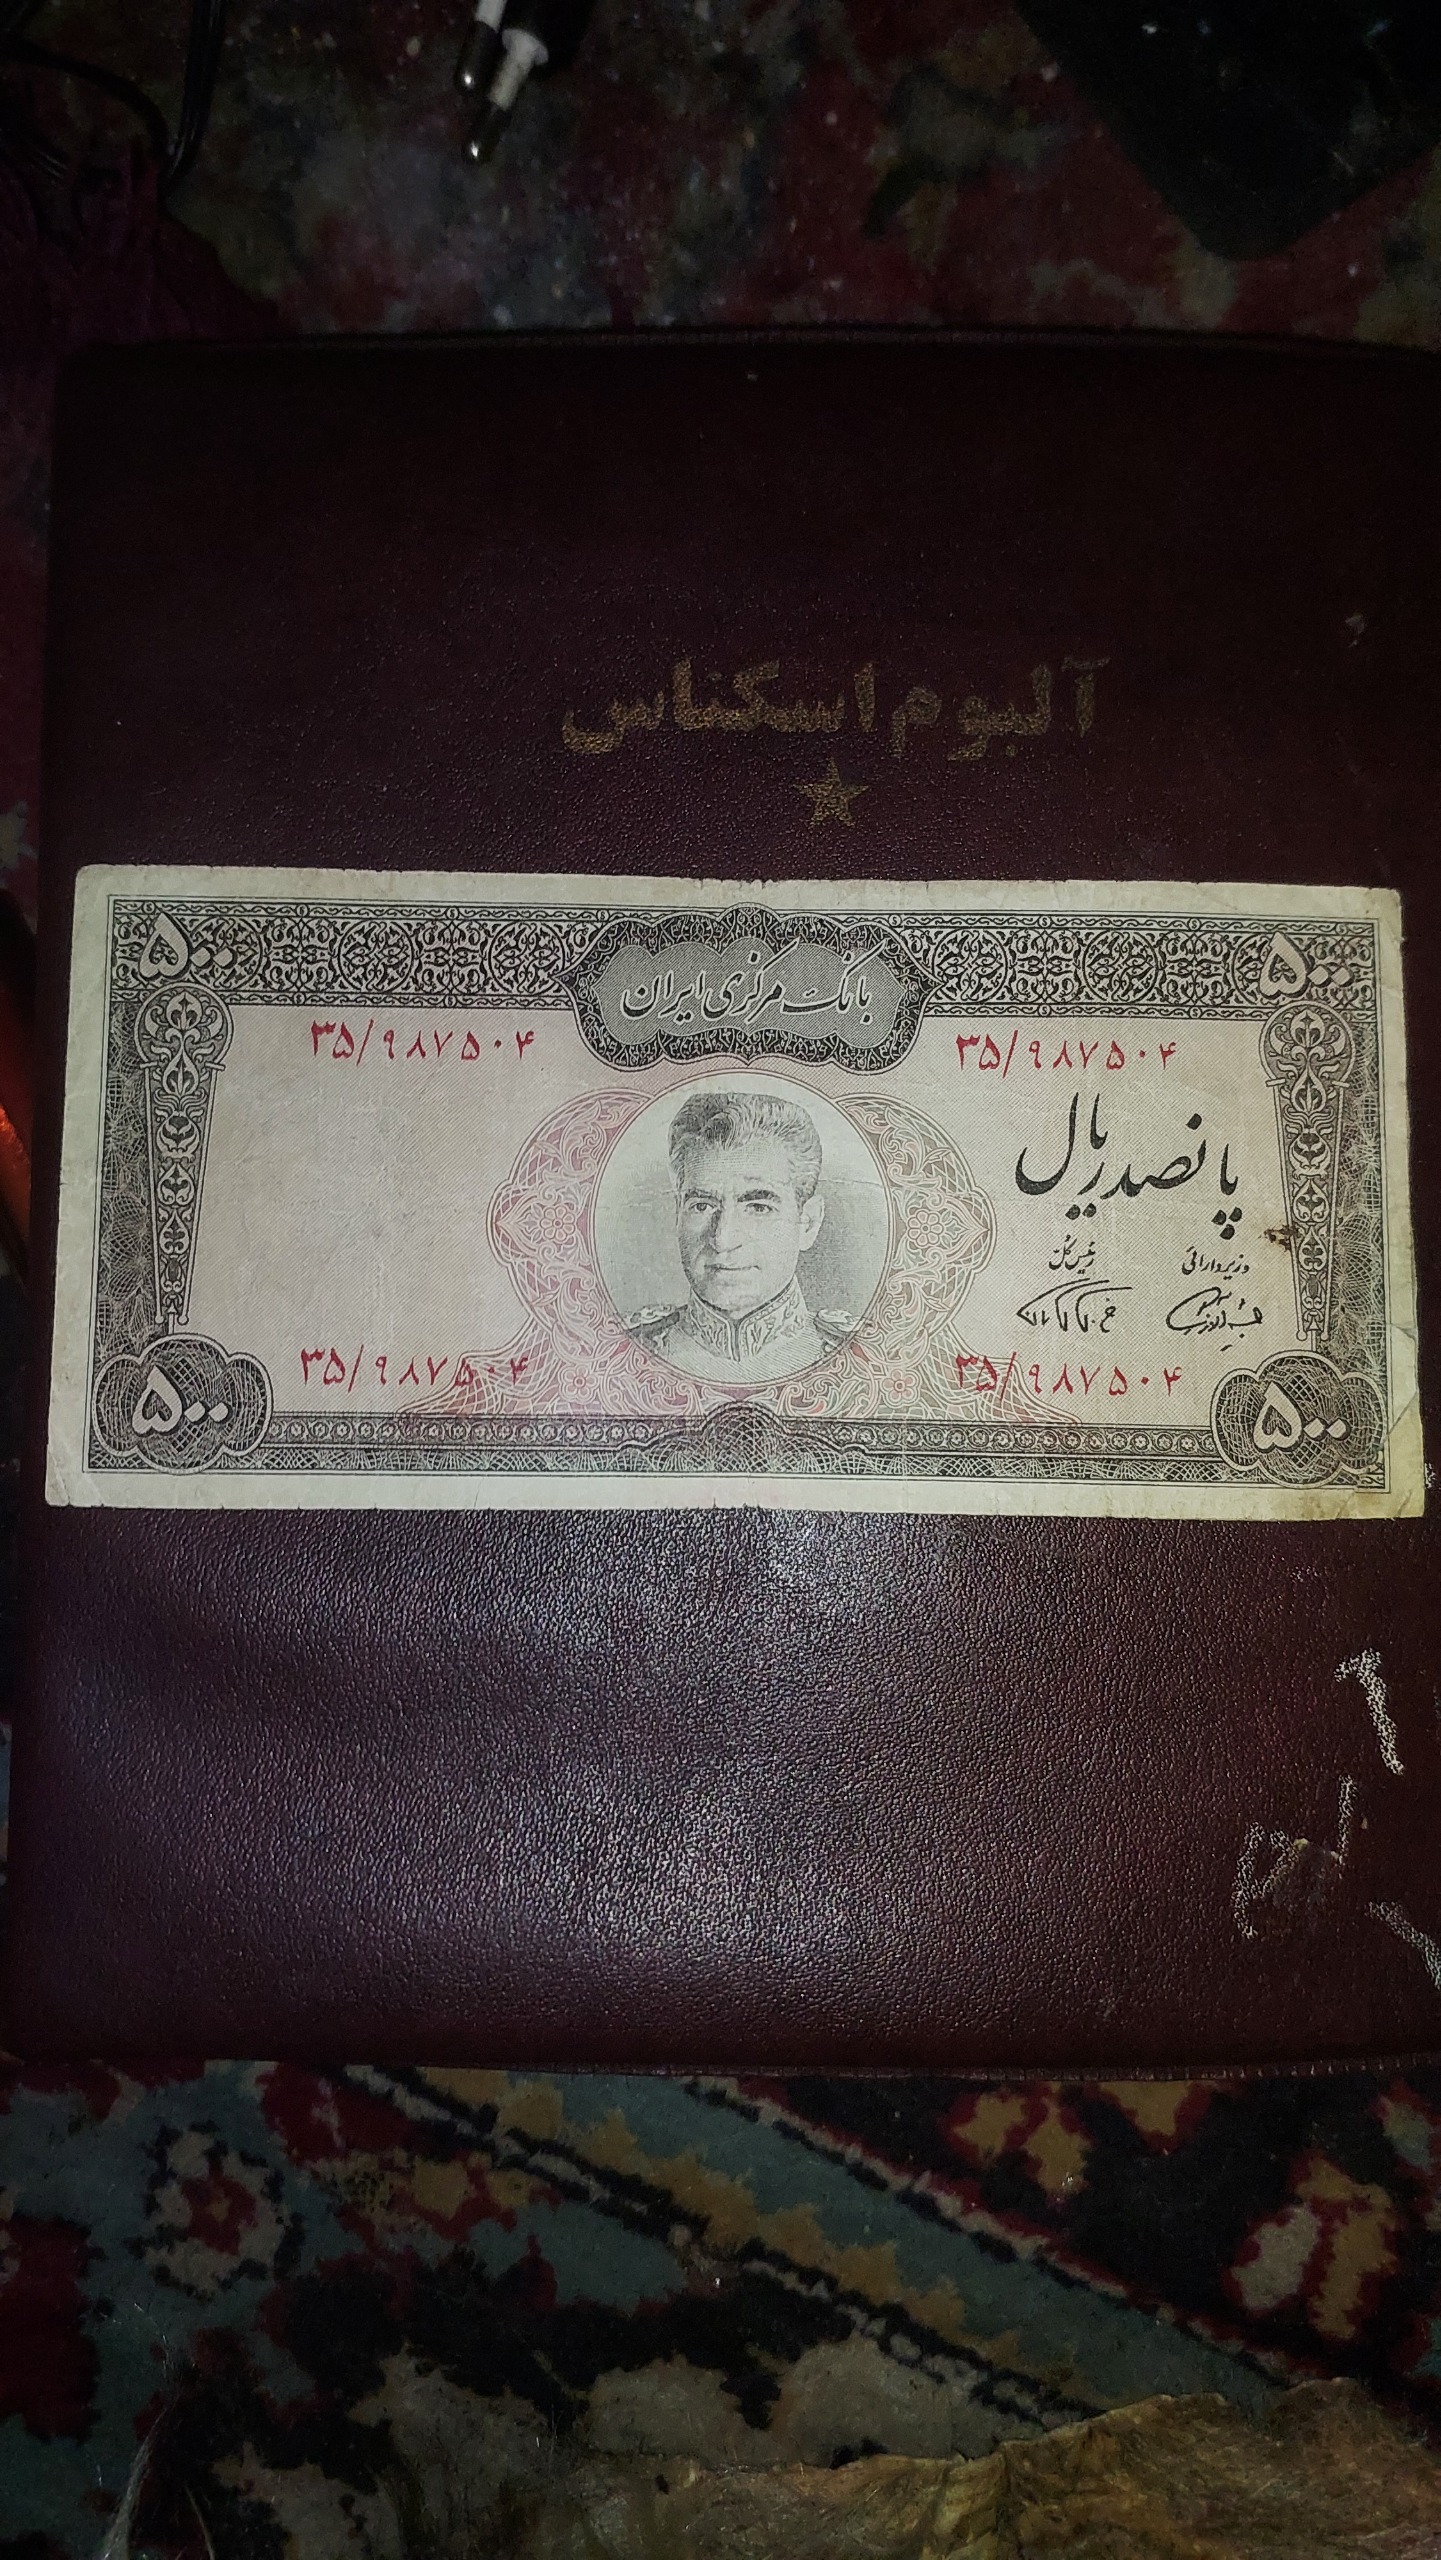 آلبوم اسکناس
۵۰۰ ۵۰۰
بانک مرکزی ایران
۳۵/۹۸۷۵۰۴ ۳۵/۹۸۷۵۰۴
پانصد ریال
وزیر دارائی رئیس کل
۳۵/۹۸۷۵۰۴ ۳۵/۹۸۷۵۰۴
۵۰۰ ۵۰۰